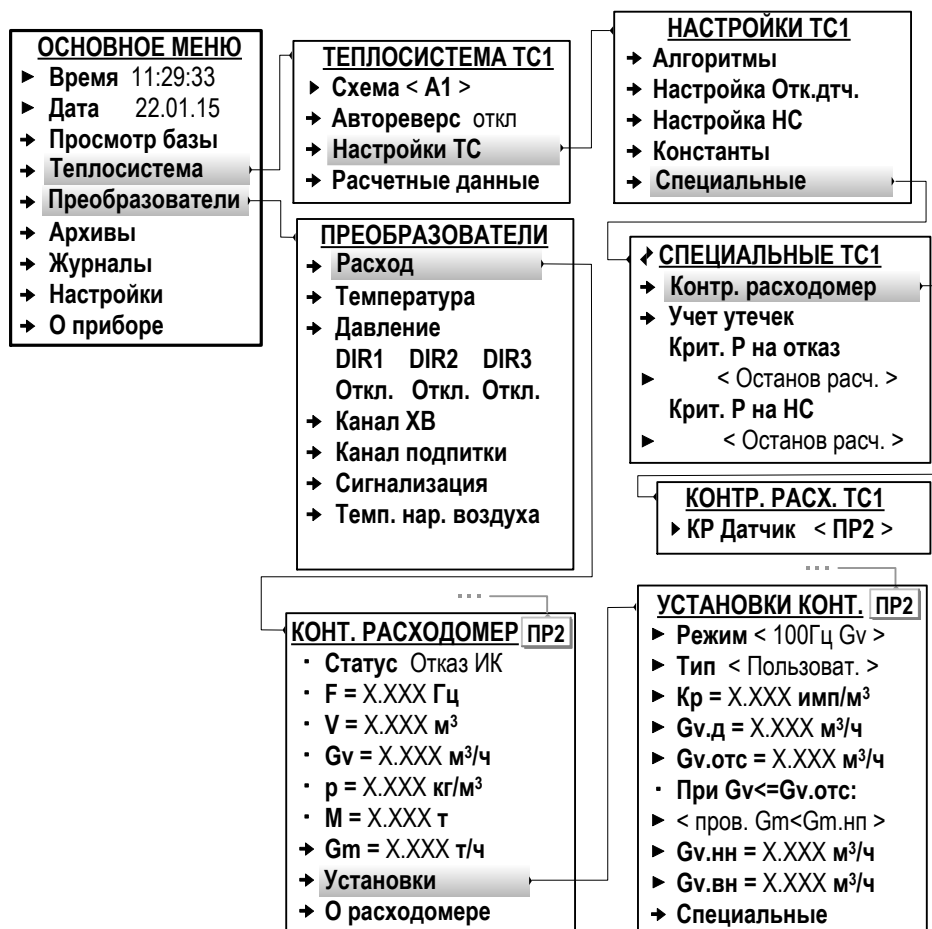 ОСНОВНОЕ МЕНЮ
Время 11:29:33
Дата 22.01.15
Просмотр базы
Теплосистема
Преобразователи
Архивы
Журналы
Настройки
О приборе
ТЕПЛОСИСТЕМА ТС1
Схема < А1 >
Автореверс откл
Настройки ТС
Расчетные данные
НАСТРОЙКИ ТС1
Алгоритмы
Настройка Отк.дтч.
Настройка НС
Константы
Специальные
ПРЕОБРАЗОВАТЕЛИ
Расход
Температура
Давление
DIR1 DIR2 DIR3
Откл. Откл. Откл.
Канал ХВ
Канал подпитки
Сигнализация
Темп. нар. воздуха
СПЕЦИАЛЬНЫЕ ТС1
Контр. расходомер
Учет утечек
Крит. Р на отказ
< Останов расч. >
Крит. Р на НС
< Останов расч. >
КОНТР. РАСХ. ТС1
КР Датчик < ПР2 >
КОНТ. РАСХОДОМЕР ПР2
Статус Отказ ИК
F = X.XXX Гц
V = X.XXX м³
Gv = X.XXX м³/ч
p = X.XXX кг/м³
M = X.XXX т
Gm = X.XXX т/ч
Установки
О расходомере
УСТАНОВКИ КОНТ. ПР2
Режим < 100Гц Gv >
Тип < Пользоват. >
Кр = X.XXX имп/м³
Gv.д = X.XXX м³/ч
Gv.отс = X.XXX м³/ч
При Gv<=Gv.отс:
< пров. Gm<Gm.нп >
Gv.нн = X.XXX м³/ч
Gv.вн = X.XXX м³/ч
Специальные